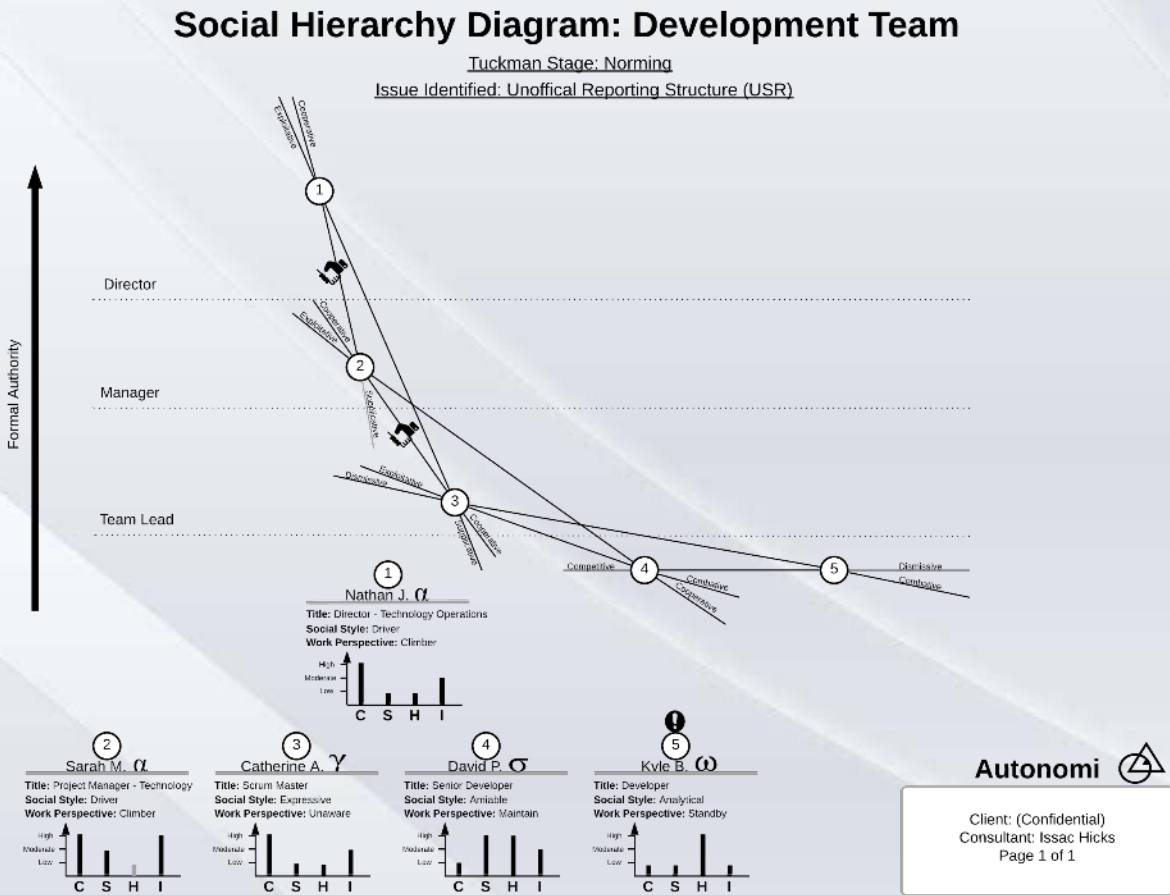 Social Hierarchy Diagram: Development Team
Tuckman Stage: Norming
Issue Identified: Unoffical Reporting Structure (USR)
Exploitative
Cooperative
1
Director
Cooperative
Exploitative
2
Formal Authority
Manager
Supplicative
Exploitative
Dismissive
3
Team Lead
Cooperative
Supplicative
Competitive
4
Combative
Cooperative
5
Dismissive
Combative
1
Nathan J. α
Title: Director - Technology Operations
Social Style: Driver
Work Perspective: Climber
High
Moderate
Low
C S H I
2
Sarah M. α
Title: Project Manager - Technology
Social Style: Driver
Work Perspective: Climber
High
Moderate
Low
C S H I
3
Catherine A. γ
Title: Scrum Master
Social Style: Expressive
Work Perspective: Unaware
High
Moderate
Low
C S H I
4
David P. σ
Title: Senior Developer
Social Style: Amiable
Work Perspective: Maintain
High
Moderate
Low
C S H I
!
5
Kyle B. ω
Title: Developer
Social Style: Analytical
Work Perspective: Standby
High
Moderate
Low
C S H I
Autonomi
Client: (Confidential)
Consultant: Issac Hicks
Page 1 of 1